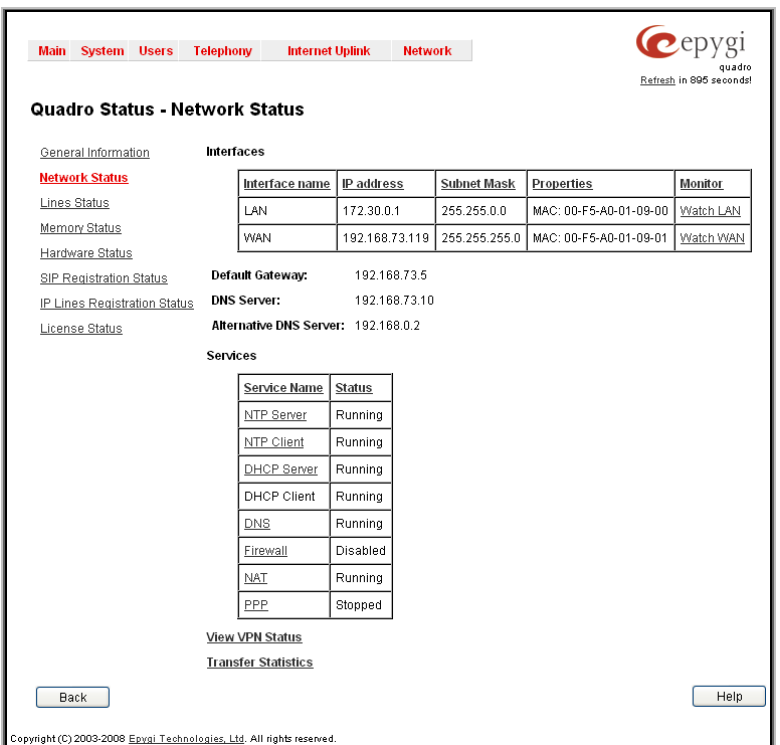 Main System Users Telephony Internet Uplink Network
epygi
quadro
Refresh in 895 seconds!
Quadro Status - Network Status
General Information
Network Status
Lines Status
Memory Status
Hardware Status
SIP Registration Status
IP Lines Registration Status
License Status
Interfaces
Interface name IP address Subnet Mask Properties Monitor
LAN 172.30.0.1 255.255.0.0 MAC: 00-F5-A0-01-09-00 Watch LAN
WAN 192.168.73.119 255.255.255.0 MAC: 00-F5-A0-01-09-01 Watch WAN
Default Gateway: 192.168.73.5
DNS Server: 192.168.73.10
Alternative DNS Server: 192.168.0.2
Services
Service Name Status
NTP Server Running
NTP Client Running
DHCP Server Running
DHCP Client Running
DNS Running
Firewall Disabled
NAT Running
PPP Stopped
View VPN Status
Transfer Statistics
Back Help
Copyright (C) 2003-2008 Epygi Technologies, Ltd. All rights reserved.